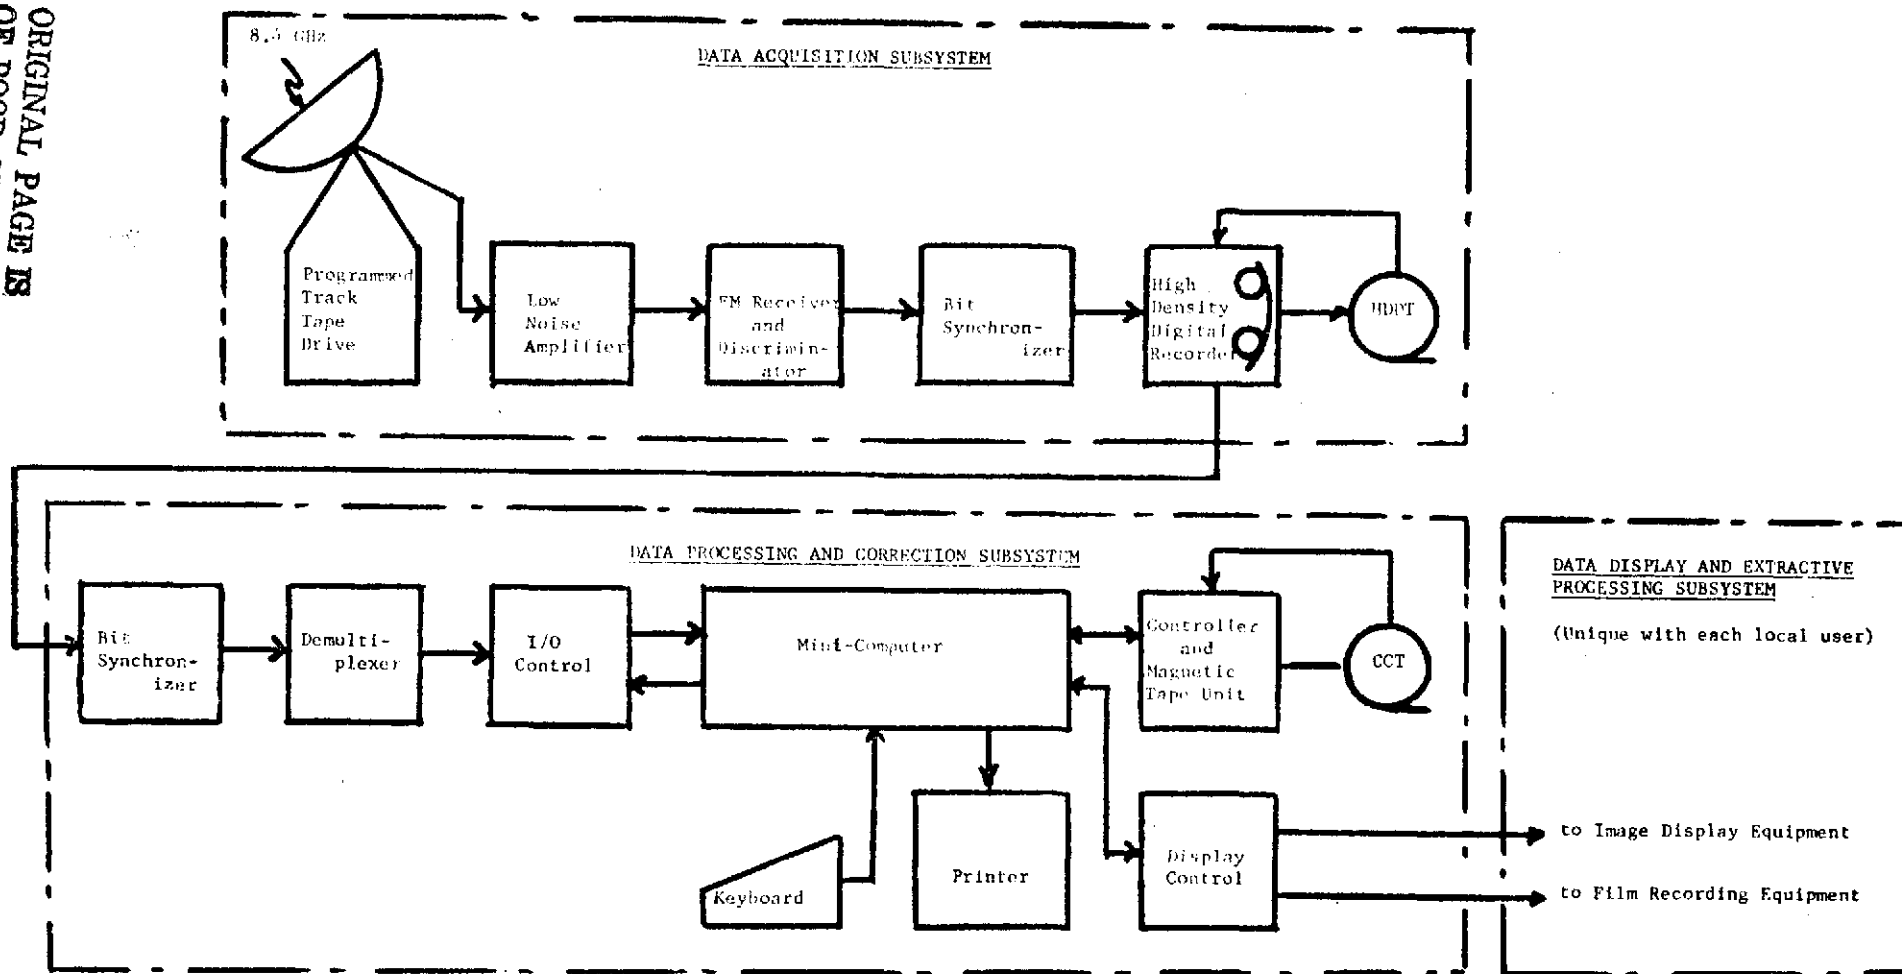 ORIGINAL PAGE IS
OF POOR
8. GHz
DATA ACQUISITION SUBSYSTEM
Programmed
Track
Tape
Drive
Low
Noise
Amplifier
FM Receiver
and
Discrimin-
ator
Bit
Synchron-
izer
High
Density
Digital
Recorder
HDDT
DATA PROCESSING AND CORRECTION SUBSYSTEM
Bit
Synchron-
izer
Demulti-
plexer
I/O
Control
Mini-Computer
Controller
and
Magnetic
Tape Unit
CCT
Keyboard
Printer
Display
Control
DATA DISPLAY AND EXTRACTIVE
PROCESSING SUBSYSTEM
(Unique with each local user)
to Image Display Equipment
to Film Recording Equipment